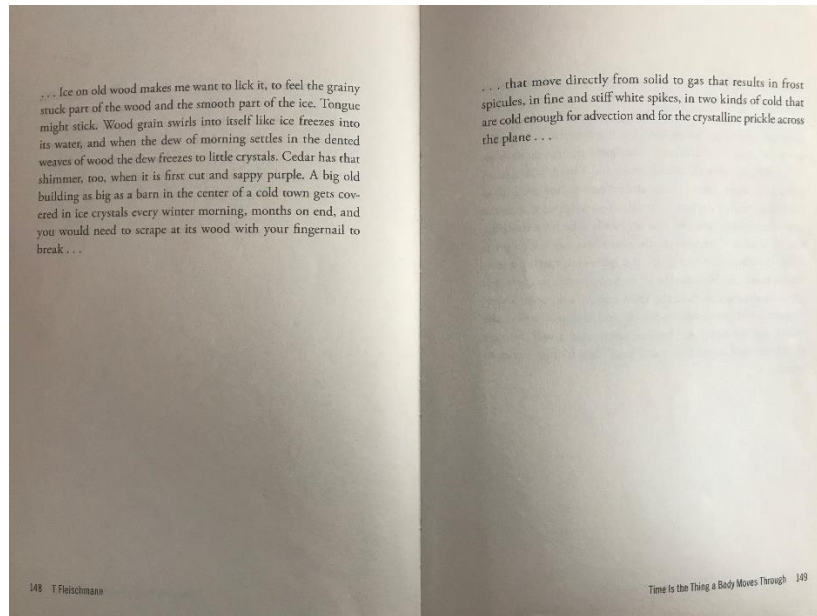 . . . Ice on old wood makes me want to lick it, to feel the grainy
stuck part of the wood and the smooth part of the ice. Tongue
might stick. Wood grain swirls into itself like ice freezes into
its water, and when the dew of morning settles in the dented
weaves of wood the dew freezes to little crystals. Cedar has that
shimmer, too, when it is first cut and sappy purple. A big old
building as big as a barn in the center of a cold town gets cov-
ered in ice crystals every winter morning, months on end, and
you would need to scrape at its wood with your fingernail to
break . . .
148 T Fleischmann
. . . that move directly from solid to gas that results in frost
spicules, in fine and stiff white spikes, in two kinds of cold that
are cold enough for advection and for the crystalline prickle across
the plane . . .
Time Is the Thing a Body Moves Through 149